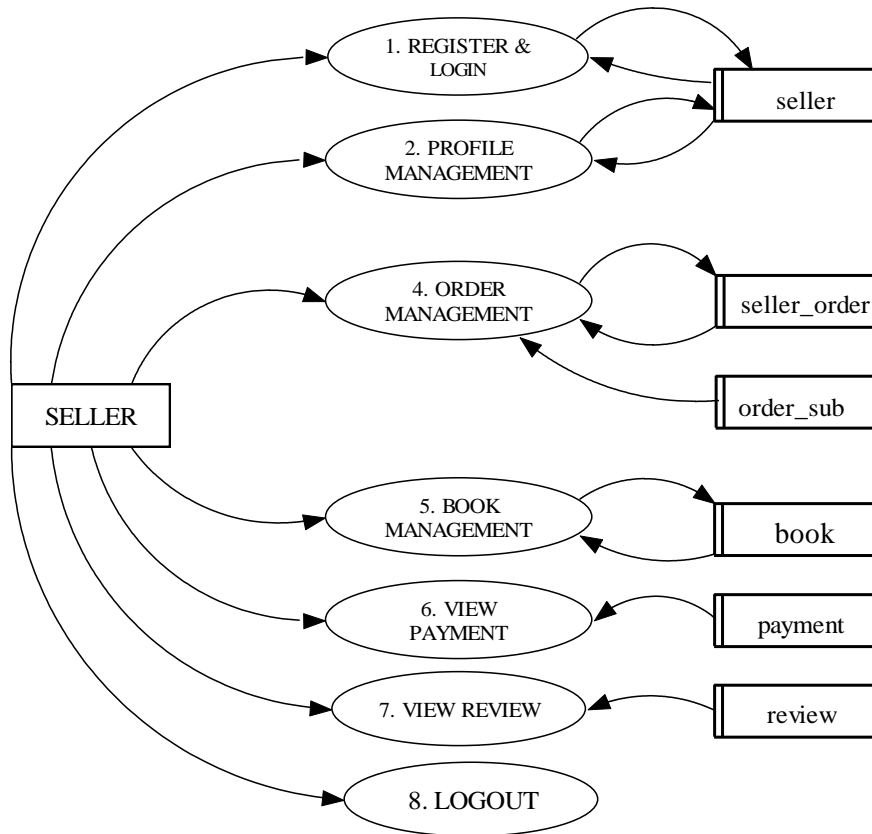 1. REGISTER &
LOGIN
seller
2. PROFILE
MANAGEMENT
4. ORDER
MANAGEMENT
seller_order
order_sub
SELLER
5. BOOK
MANAGEMENT
book
6. VIEW
PAYMENT
payment
7. VIEW REVIEW
review
8. LOGOUT